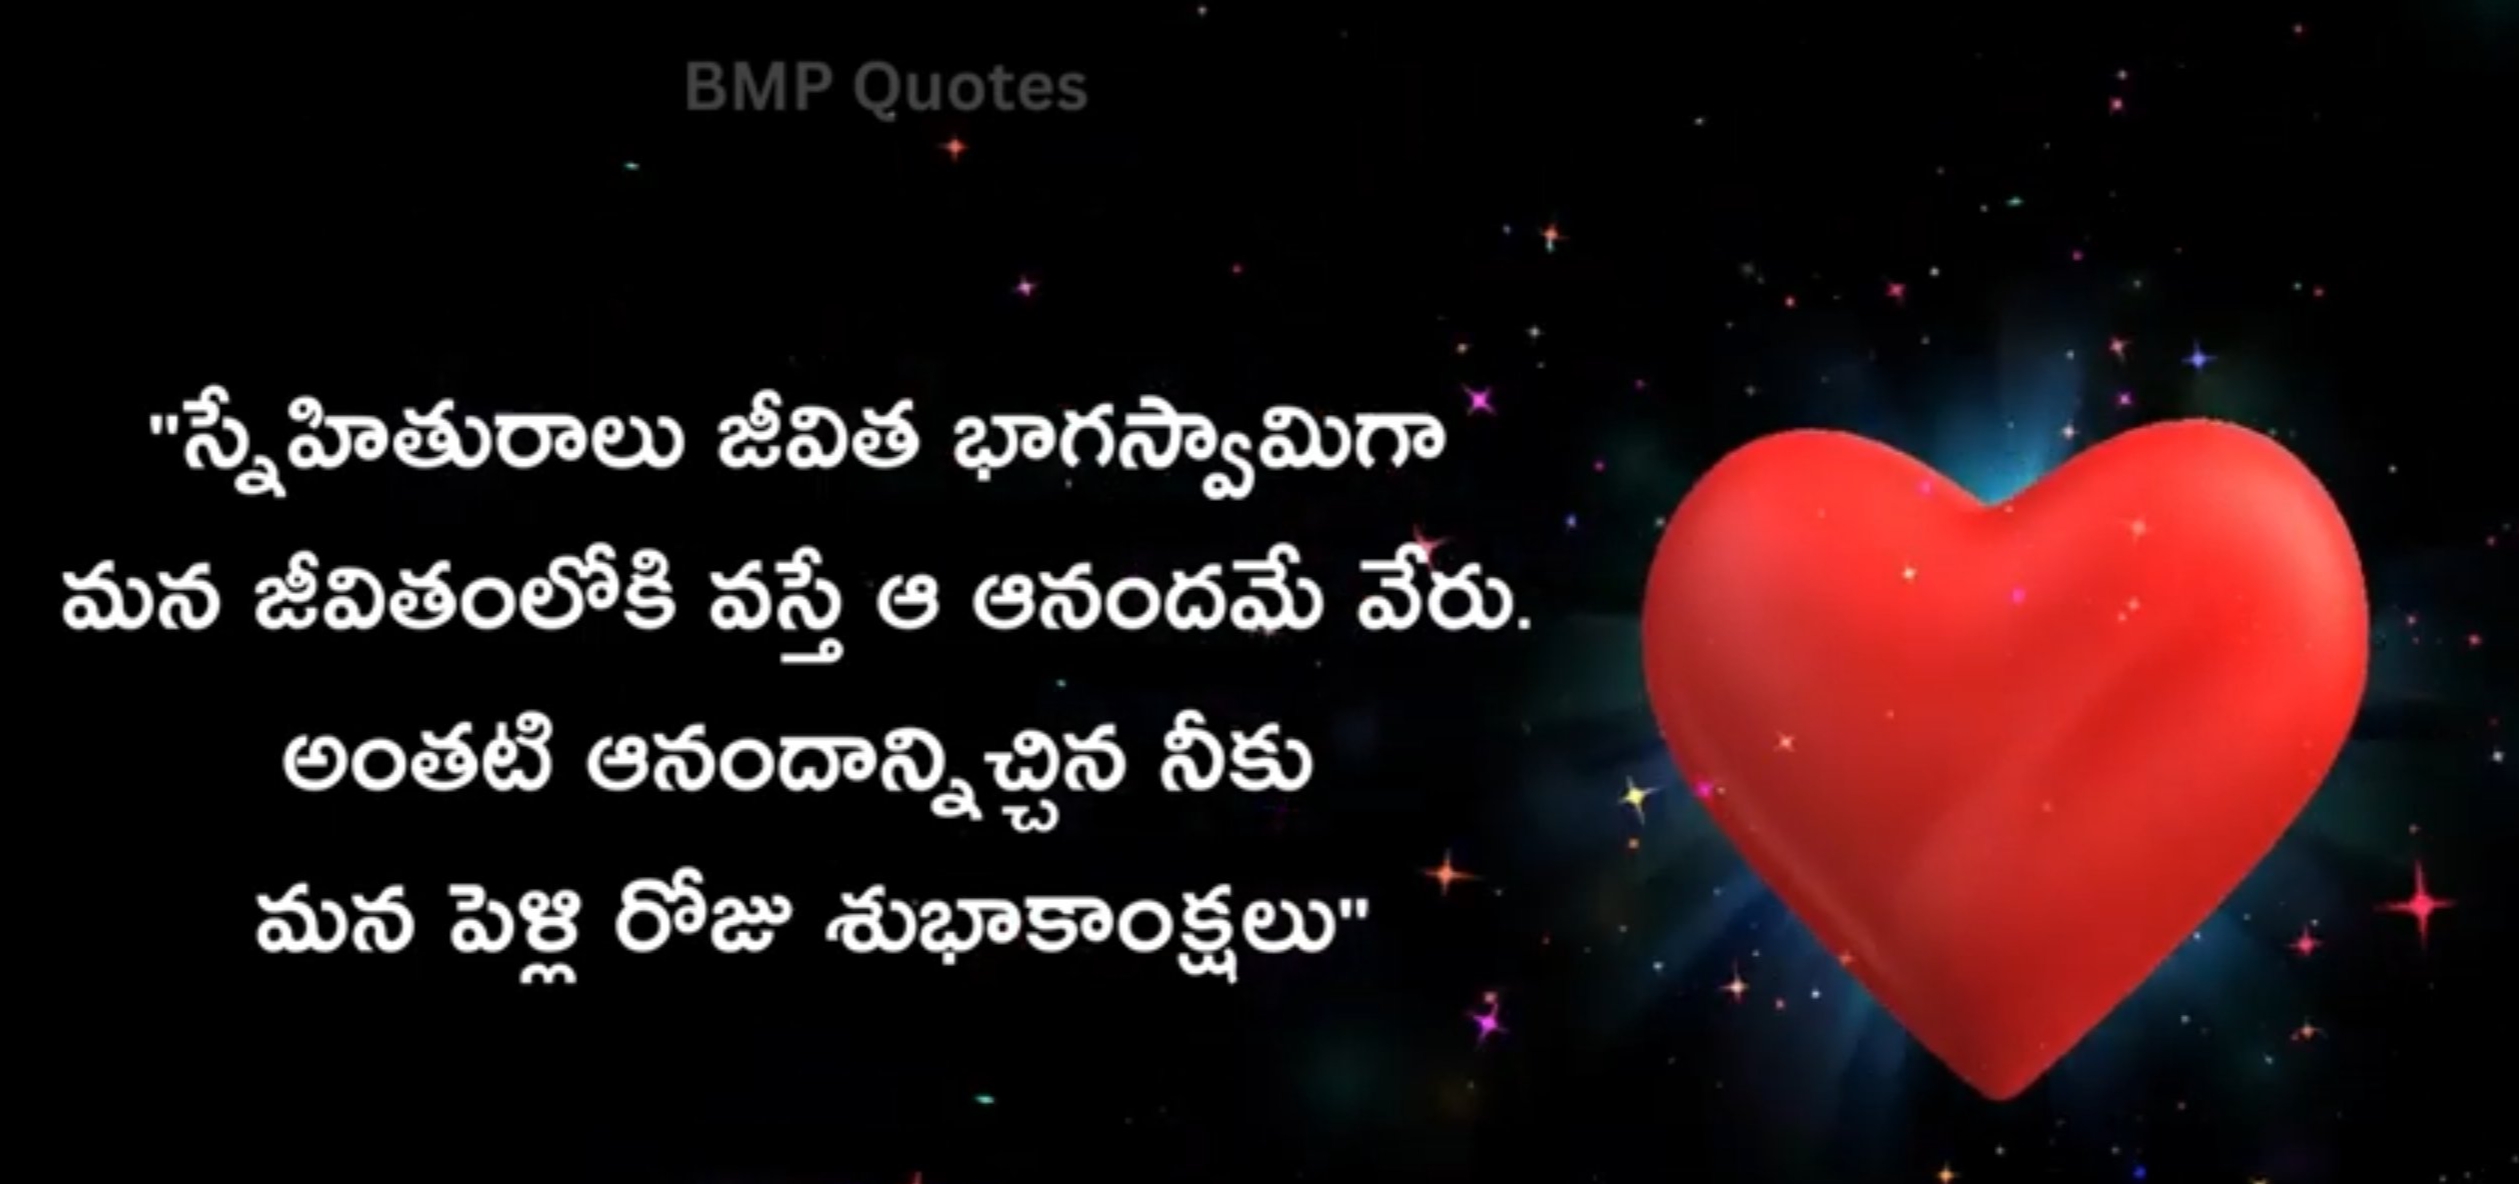 BMP Quotes
"స్నేహితురాలు జీవిత భాగస్వామిగా
మన జీవితంలోకి వస్తే ఆ ఆనందమే వేరు.
అంతటి ఆనందాన్నిచ్చిన నీకు
మన పెళ్లి రోజు శుభాకాంక్షలు"